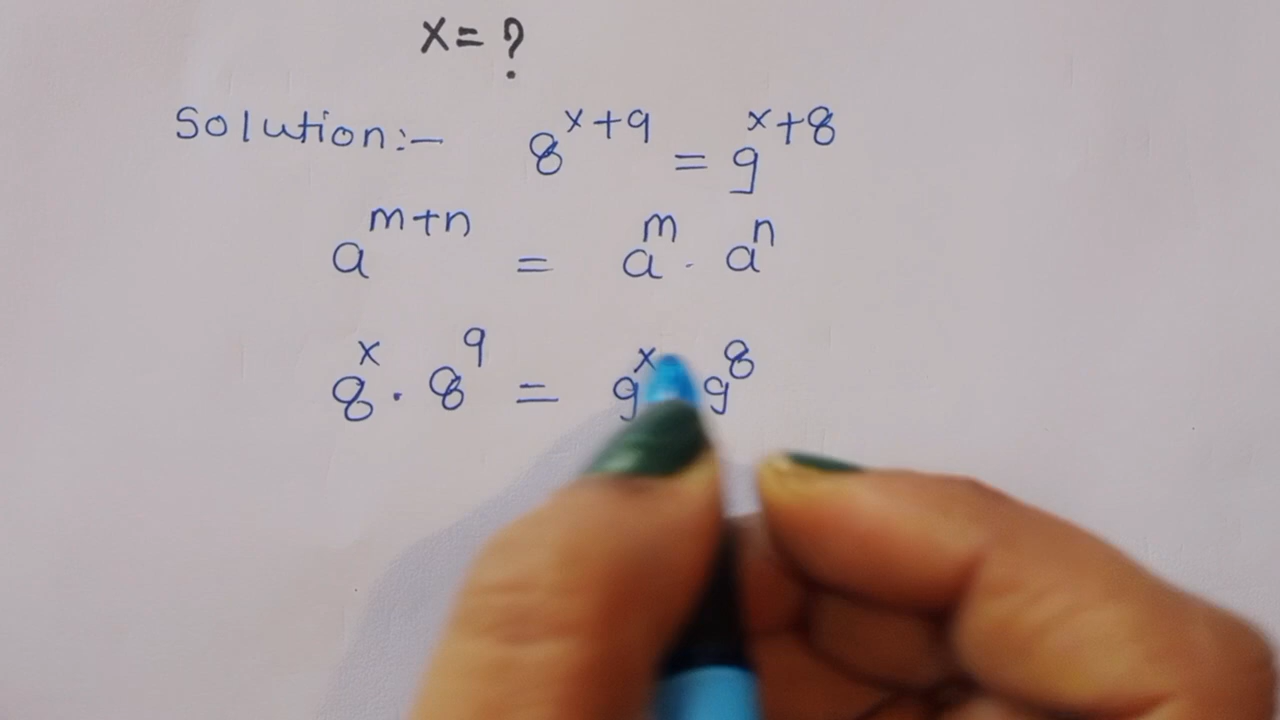 x = ?
Solution:- 8^{x+9} = 9^{x+8}
a^{m+n} = a^m · a^n
8^x · 8^9 = 9^x 9^8